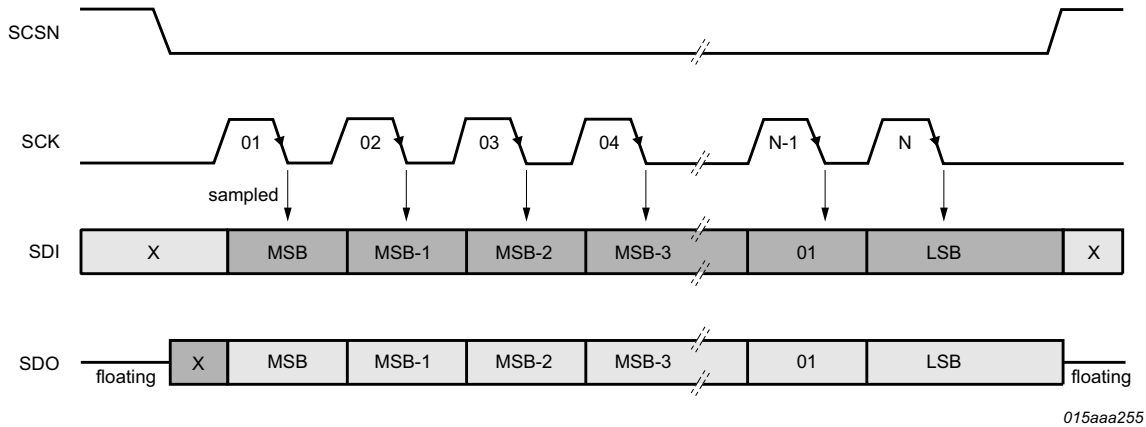 SCSN
SCK 01 02 03 04 N-1 N
sampled
SDI X MSB MSB-1 MSB-2 MSB-3 01 LSB X
SDO X MSB MSB-1 MSB-2 MSB-3 01 LSB
floating floating
015aaa255